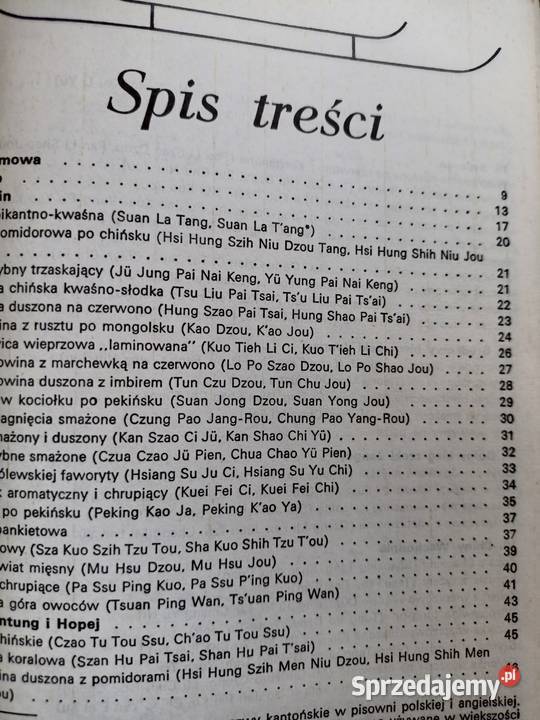 Spis treści
mowa . . . . . . . . . . 9
. . . . . . . . . . 13
in . . . . . . . . . . 17
ikantno-kwaśna (Suan La Tang, Suan La T'ang*) . . . . 20
omidorowa po chińsku (Hsi Hung Szih Niu Dzou Tang, Hsi Hung Shih Niu Jou
. . . . . . . . . . 21
ybny trzaskający (Jü Jung Pai Nai Keng, Yü Yung Pai Nai Keng) . . 21
a chińska kwaśno-słodka (Tsu Liu Pai Tsai, Ts'u Liu Pai Ts'ai) . . 22
a duszona na czerwono (Hung Szao Pai Tsai, Hung Shao Pai Ts'ai) . . 23
ina z rusztu po mongolsku (Kao Dzou, K'ao Jou) . . . . 24
ica wieprzowa „laminowana" (Kuo Tieh Li Ci, Kuo T'ieh Li Chi) . . 26
owina z marchewką na czerwono (Lo Po Szao Dzou, Lo Po Shao Jou) . . 27
owina duszona z imbirem (Tun Czu Dzou, Tun Chu Jou) . . . 28
w kociołku po pekińsku (Suan Jong Dzou, Suan Yong Jou) . . . 29
agnięcia smażone (Czung Pao Jang-Rou, Chung Pao Yang-Rou) . . . 30
nażony i duszony (Kan Szao Ci Jü, Kan Shao Chi Yü) . . . 31
ybne smażone (Czua Czao Jü Pien, Chua Chao Yü Pien) . . . 32
ólewskiej faworyty (Hsiang Su Ju Ci, Hsiang Su Yu Chi) . . . 33
k aromatyczny i chrupiący (Kuei Fei Ci, Kuei Fei Chi) . . . 34
po pekińsku (Peking Kao Ja, Peking K'ao Ya) . . . . 35
bankietowa . . . . . . . . . . 37
owy (Sza Kuo Szih Tzu Tou, Sha Kuo Shih Tzu T'ou) . . . 37
wiat mięsny (Mu Hsu Dzou, Mu Hsu Jou) . . . . 39
chrupiące (Pa Ssu Ping Kuo, Pa Ssu P'ing Kuo) . . . . 40
a góra owoców (Tsuan Ping Wan, Ts'uan Ping Wan) . . . . 41
ntung i Hopej . . . . . . . . . . 43
hińskie (Czao Tu Tou Ssu, Ch'ao Tu Tou Ssu) . . . . 45
a koralowa (Szan Hu Pai Tsai, Shan Hu Pai T'sai) . . . . 45
ina duszona z pomidorami (Hsi Hung Szih Men Niu Dzou, Hsi Hung Shih Men
ou) . . . . . . . . . .
kantońskie w pisowni polskiej i angielskiej.
używane w większości
Sprzedajemy.pl